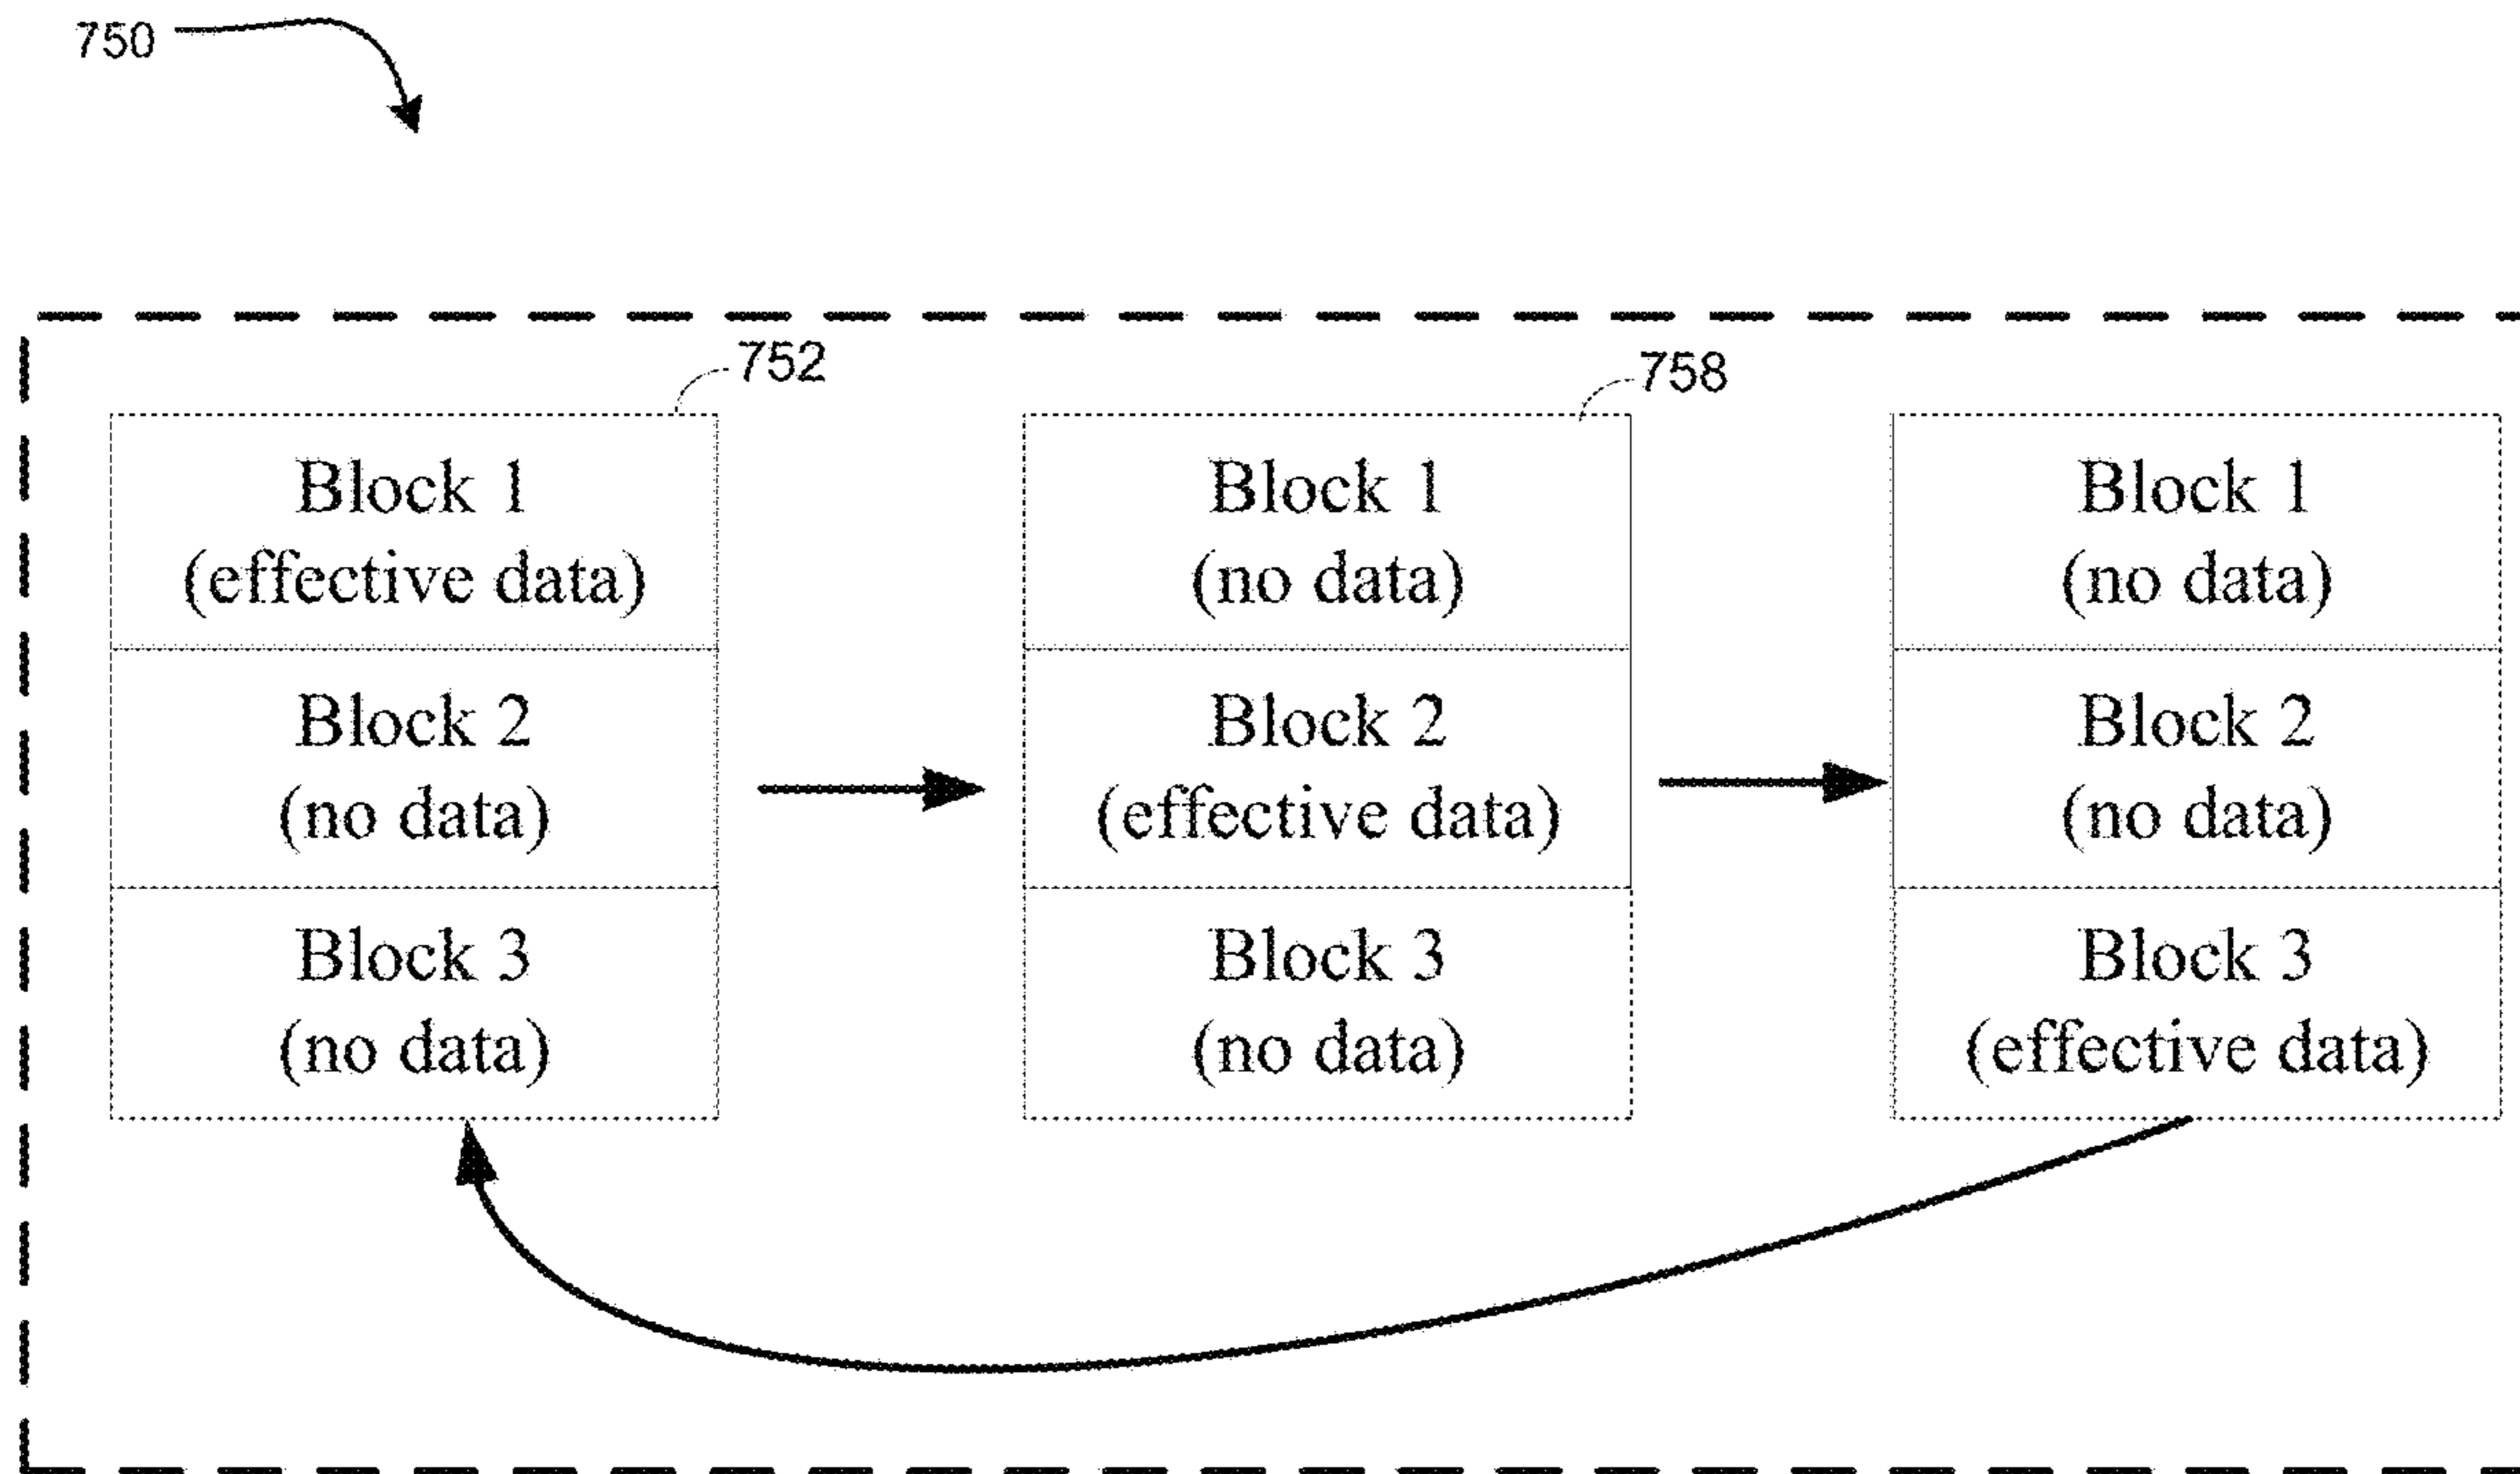 750
752
758
Block 1
(effective data)
Block 2
(no data)
Block 3
(no data)
Block 1
(no data)
Block 2
(effective data)
Block 3
(no data)
Block 1
(no data)
Block 2
(no data)
Block 3
(effective data)